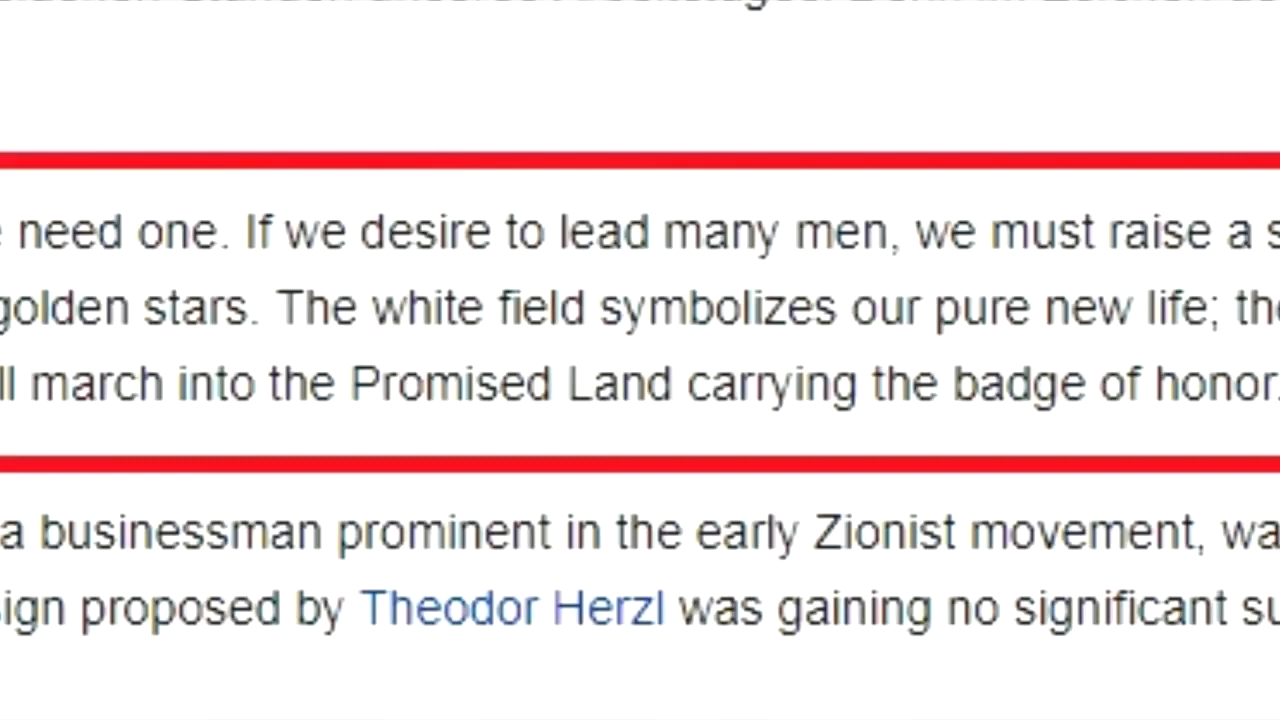 need one. If we desire to lead many men, we must raise a
golden stars. The white field symbolizes our pure new life;
march into the Promised Land carrying the badge of honor.
a businessman prominent in the early Zionist movement,
proposed by Theodor Herzl was gaining no significant